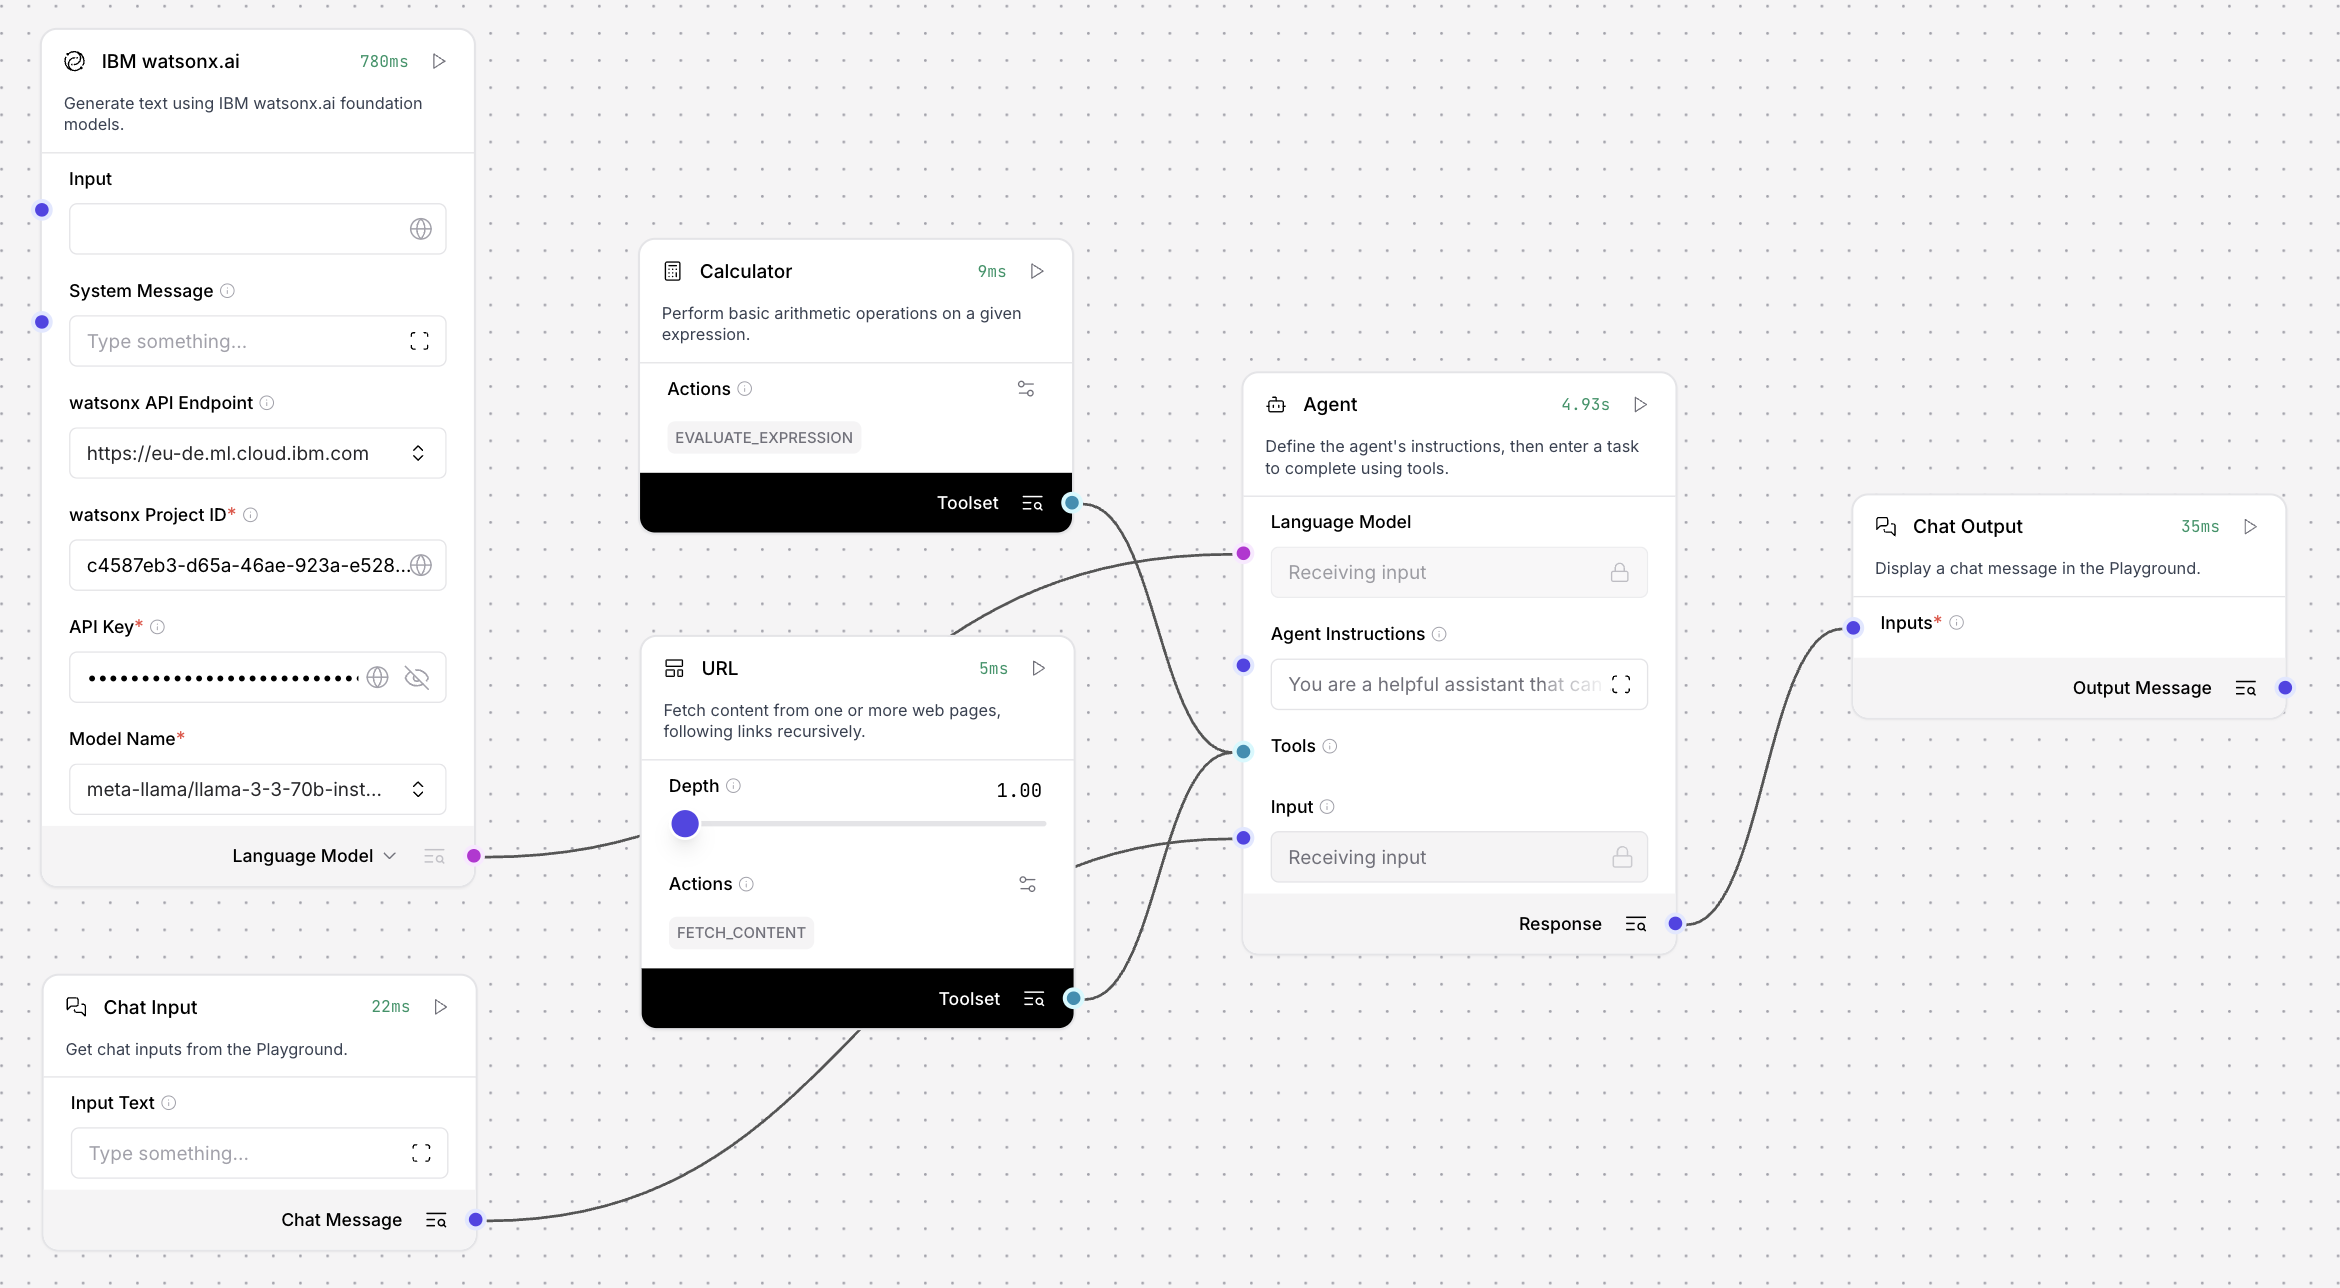 IBM watsonx.ai
780ms
Generate text using IBM watsonx.ai foundation
models.
Input
System Message
Type something...
watsonx API Endpoint
https://eu-de.ml.cloud.ibm.com
watsonx Project ID*
c4587eb3-d65a-46ae-923a-e528...
API Key*
••••••••••••••••••••••••••
Model Name*
meta-llama/llama-3-3-70b-inst...
Language Model
Chat Input
22ms
Get chat inputs from the Playground.
Input Text
Type something...
Chat Message
Calculator
9ms
Perform basic arithmetic operations on a given
expression.
Actions
EVALUATE_EXPRESSION
Toolset
URL
5ms
Fetch content from one or more web pages,
following links recursively.
Depth
1.00
Actions
FETCH_CONTENT
Toolset
Agent
4.93s
Define the agent's instructions, then enter a task
to complete using tools.
Language Model
Receiving input
Agent Instructions
You are a helpful assistant that can
Tools
Input
Receiving input
Response
Chat Output
35ms
Display a chat message in the Playground.
Inputs*
Output Message